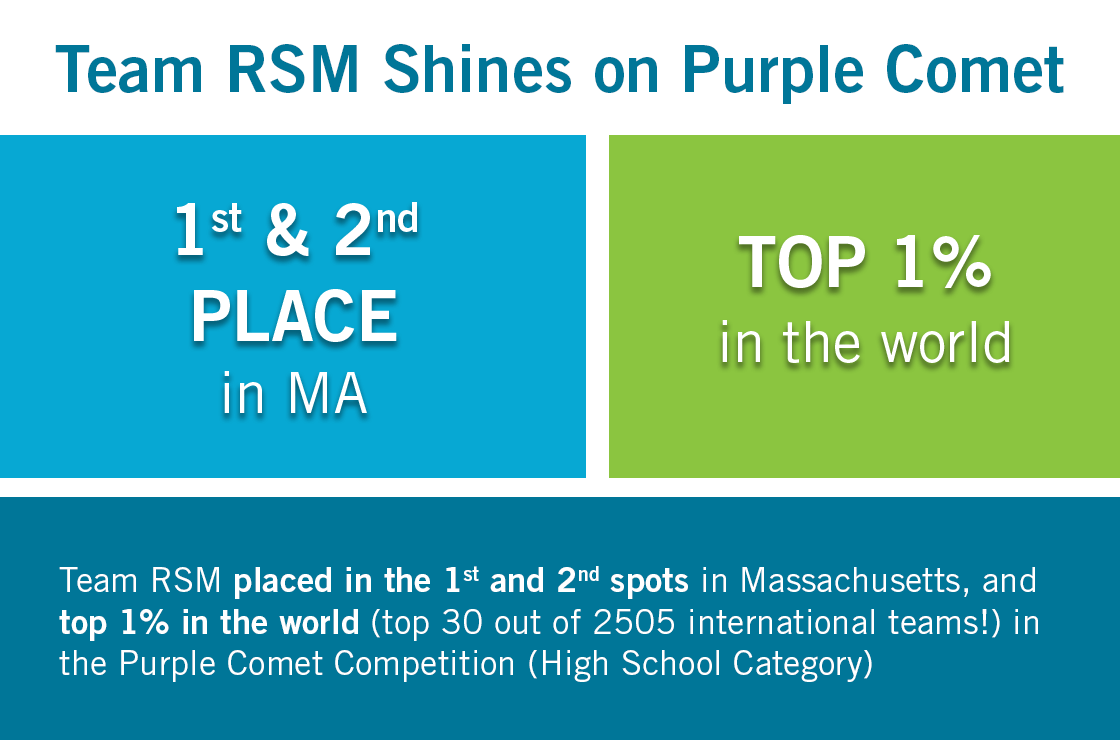 Team RSM Shines on Purple Comet
1st & 2nd
PLACE
in MA
TOP 1%
in the world
Team RSM placed in the 1st and 2nd spots in Massachusetts, and
top 1% in the world (top 30 out of 2505 international teams!) in
the Purple Comet Competition (High School Category)